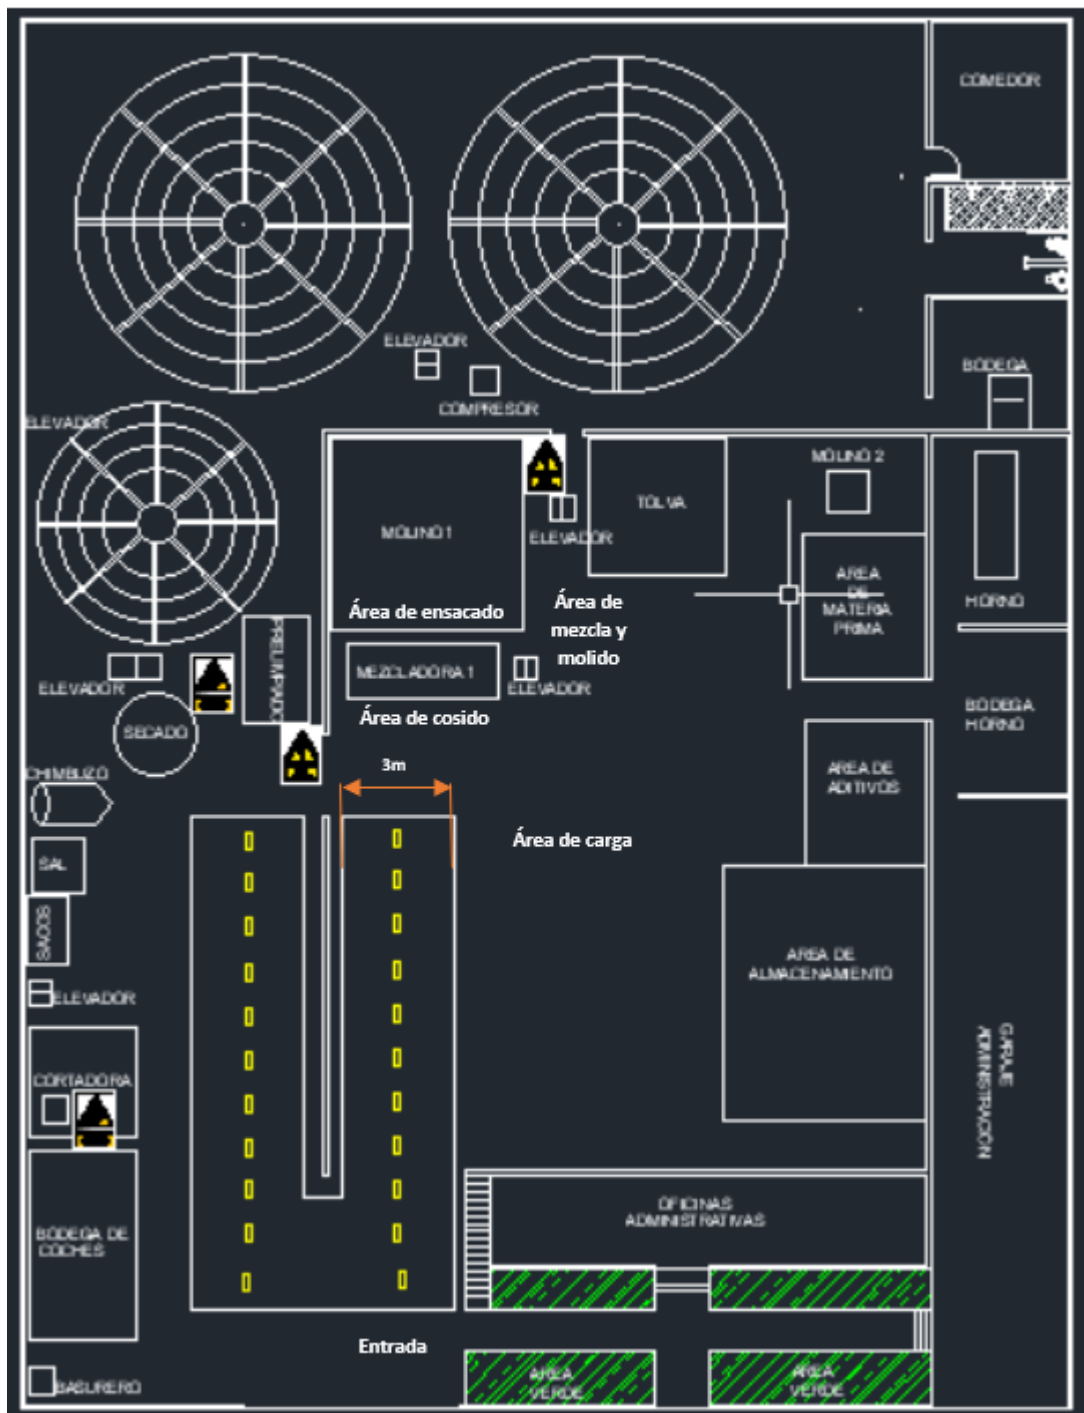 COMEDOR
ELEVADOR
COMPRESOR
BODEGA
ELEVADOR
MOLINO 2
TOLVA
MOLINO 1
ELEVADOR
AREA
DE
MATERIA
PRIMA
HORNO
Área de ensacado
Área de
mezcla y
molido
PRELIMPIADO
MEZCLADORA 1
ELEVADOR
ELEVADOR
Área de cosido
BODEGA
HORNO
SECADO
3m
CHIMBUZO
AREA DE
ADITIVOS
Área de carga
SAL
SACOS
AREA DE
ALMACENAMIENTO
ELEVADOR
GARAJE
ADMINISTRACION
CORTADORA
OFICINAS
ADMINISTRATIVAS
BODEGA DE
COCHES
Entrada
AREA
VERDE
AREA
VERDE
BASURERO